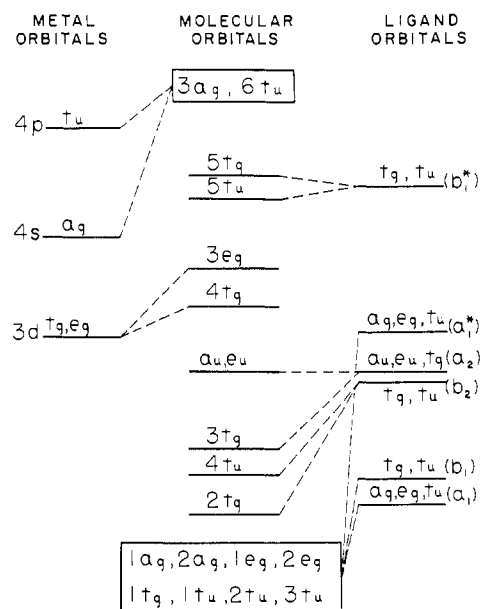 METAL ORBITALS
MOLECULAR ORBITALS
LIGAND ORBITALS
3ag, 6tu
4p tu
5tg
5tu
tg, tu (b₁*)
4s ag
3eg
4tg
3d tg,eg
ag,eg,tu (a₁*)
au,eu
au,eu,tg (a₂)
tg, tu (b₂)
3tg
4tu
2tg
tg, tu (b₁)
ag,eg,tu (a₁)
1ag,2ag,1eg,2eg
1tg, 1tu, 2tu, 3tu